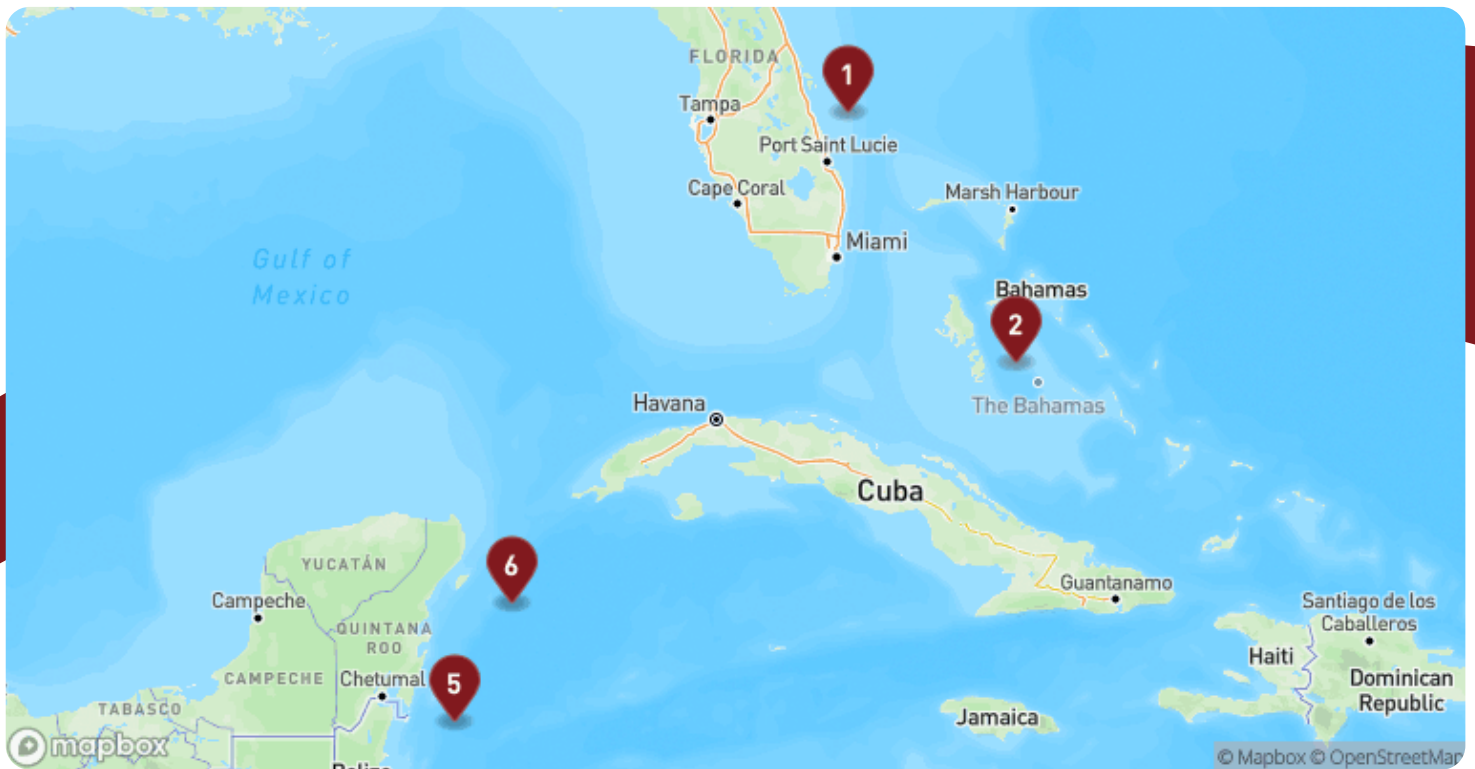 FLORIDA
1
Tampa
Port Saint Lucie
Cape Coral
Marsh Harbour
Miami
Gulf of
Mexico
Bahamas
2
The Bahamas
Havana
Cuba
6
YUCATÁN
Campeche
Guantanamo
Santiago de los
Caballeros
QUINTANA
ROO
Haiti
CAMPECHE
Chetumal
5
Dominican
Republic
TABASCO
Jamaica
mapbox
© Mapbox © OpenStreetMap
Belize